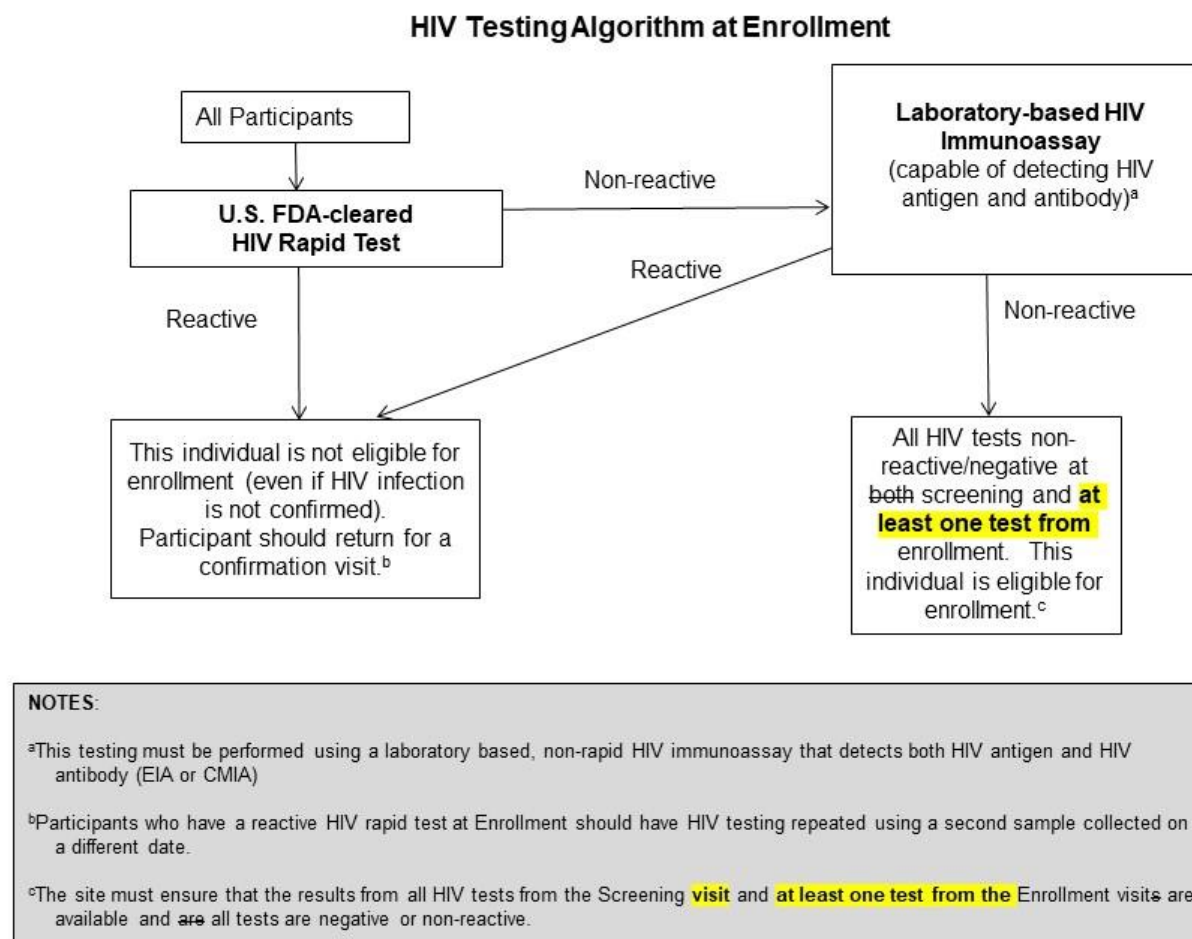 HIV Testing Algorithm at Enrollment
All Participants
U.S. FDA-cleared
HIV Rapid Test
Non-reactive
Laboratory-based HIV
Immunoassay
(capable of detecting HIV
antigen and antibody)ᵃ
Reactive
Reactive
Non-reactive
This individual is not eligible for
enrollment (even if HIV infection
is not confirmed).
Participant should return for a
confirmation visit.ᵇ
All HIV tests non-
reactive/negative at
both screening and at
least one test from
enrollment. This
individual is eligible for
enrollment.ᶜ
NOTES:
ᵃThis testing must be performed using a laboratory based, non-rapid HIV immunoassay that detects both HIV antigen and HIV
antibody (EIA or CMIA)
ᵇParticipants who have a reactive HIV rapid test at Enrollment should have HIV testing repeated using a second sample collected on
a different date.
ᶜThe site must ensure that the results from all HIV tests from the Screening visit and at least one test from the Enrollment visits are
available and are all tests are negative or non-reactive.